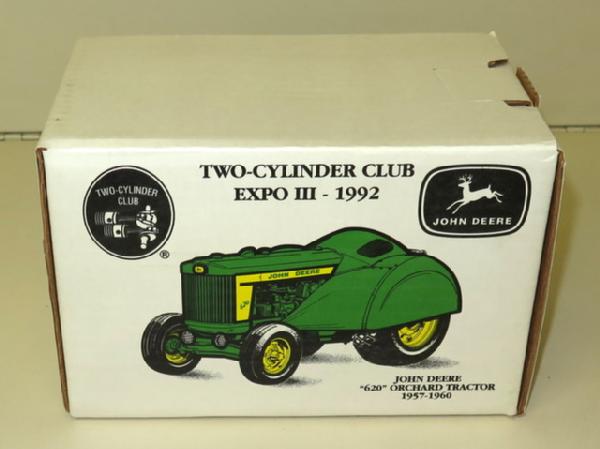 TWO-CYLINDER CLUB
EXPO III - 1992
TWO-CYLINDER
CLUB
®
JOHN DEERE
JOHN DEERE
620
JOHN DEERE
"620" ORCHARD TRACTOR
1957-1960